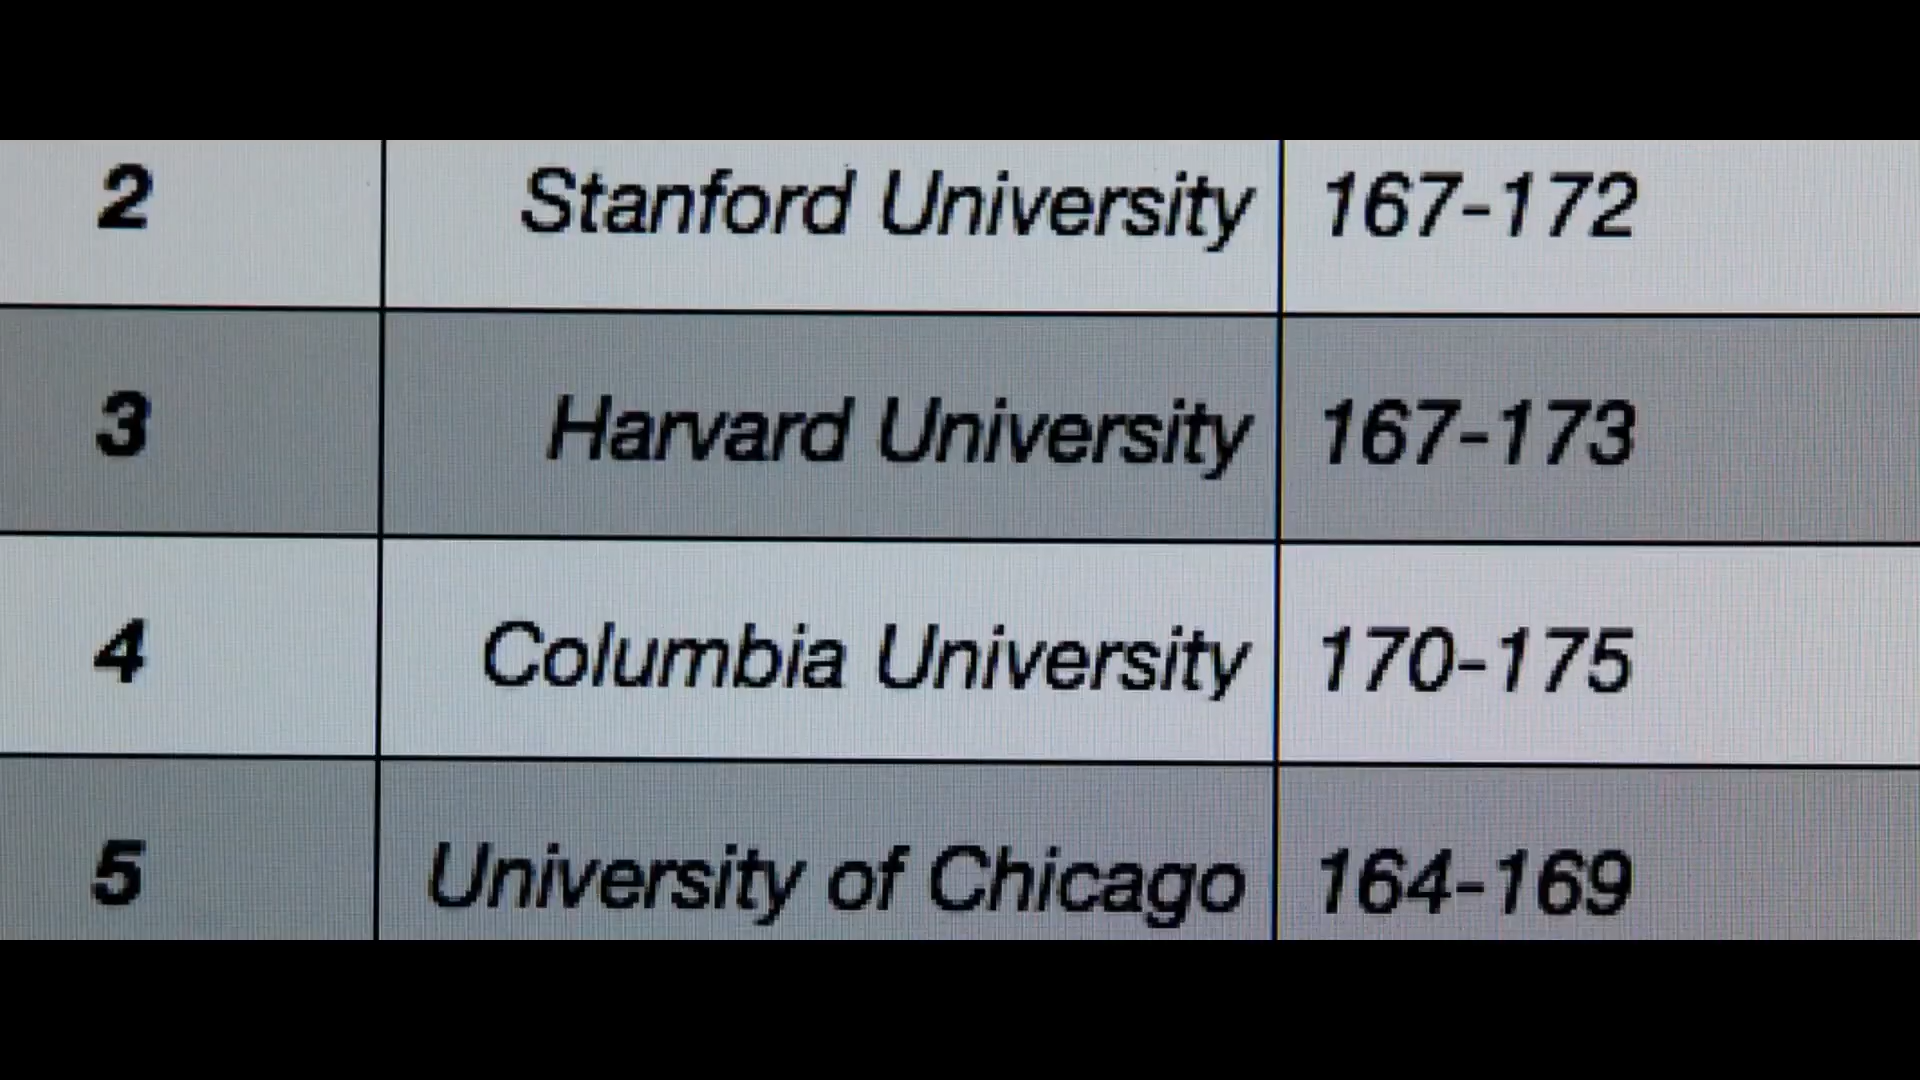 2 Stanford University 167-172
3 Harvard University 167-173
4 Columbia University 170-175
5 University of Chicago 164-169